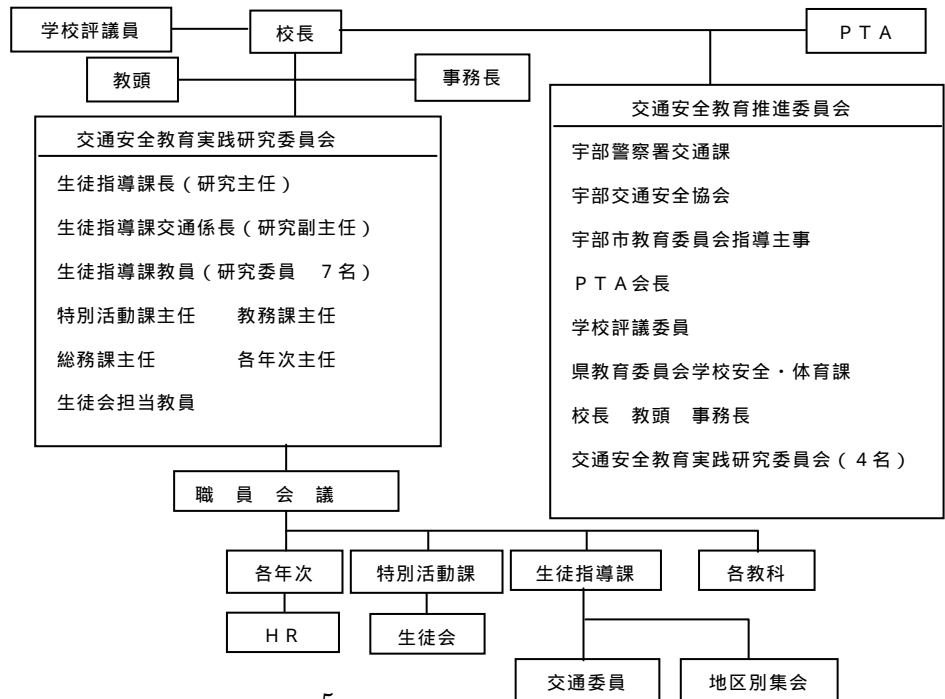 学校評議員
校長
ＰＴＡ
教頭
事務長
交通安全教育実践研究委員会
生徒指導課長（研究主任）
生徒指導課交通係長（研究副主任）
生徒指導課教員（研究委員　７名）
特別活動課主任　　教務課主任
総務課主任　　　　各年次主任
生徒会担当教員
交通安全教育推進委員会
宇部警察署交通課
宇部交通安全協会
宇部市教育委員会指導主事
ＰＴＡ会長
学校評議委員
県教育委員会学校安全・体育課
校長　教頭　事務長
交通安全教育実践研究委員会（４名）
職　員　会　議
各年次
特別活動課
生徒指導課
各教科
ＨＲ
生徒会
交通委員
地区別集会